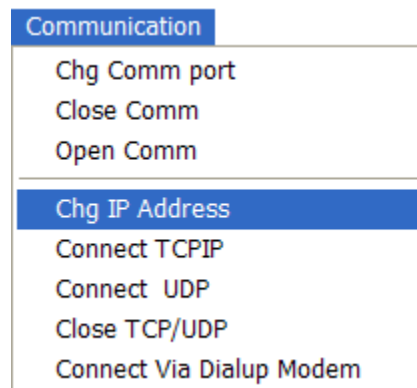 Communication
Chg Comm port
Close Comm
Open Comm
Chg IP Address
Connect TCPIP
Connect  UDP
Close TCP/UDP
Connect Via Dialup Modem